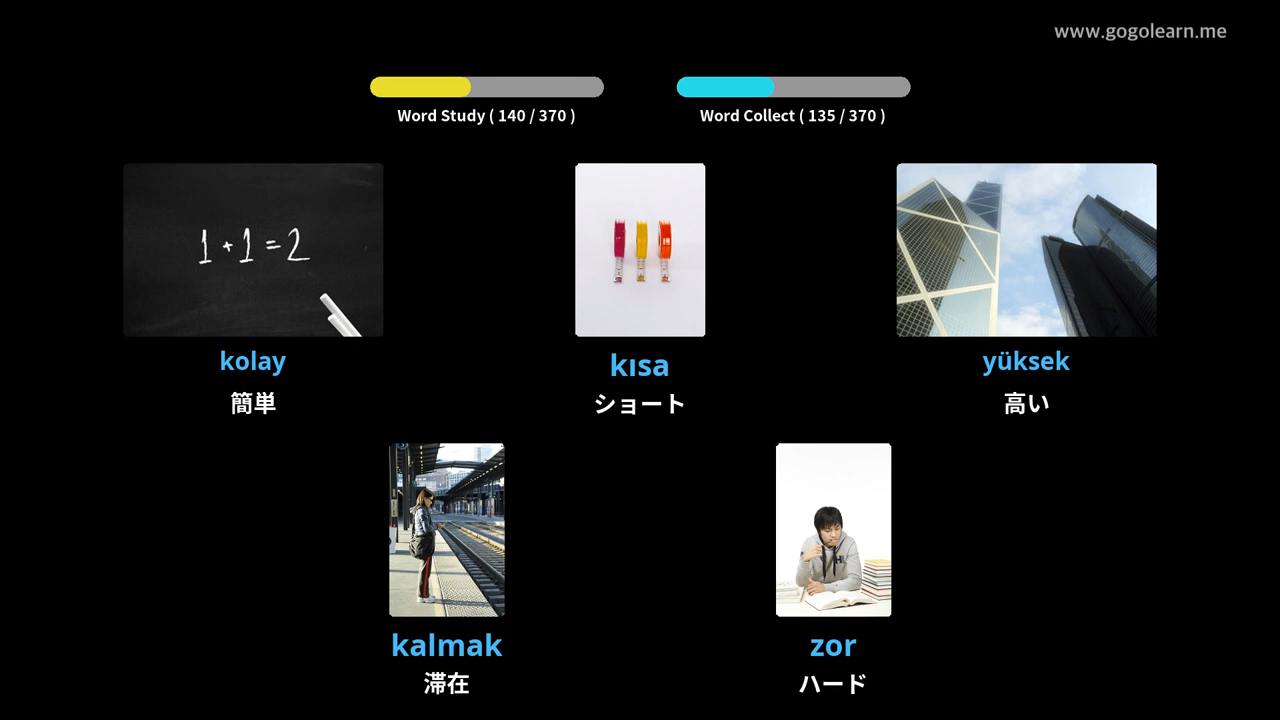 www.gogolearn.me
Word Study ( 140 / 370 )
Word Collect ( 135 / 370 )
1 + 1 = 2
kolay
簡単
kısa
ショート
yüksek
高い
kalmak
滞在
zor
ハード